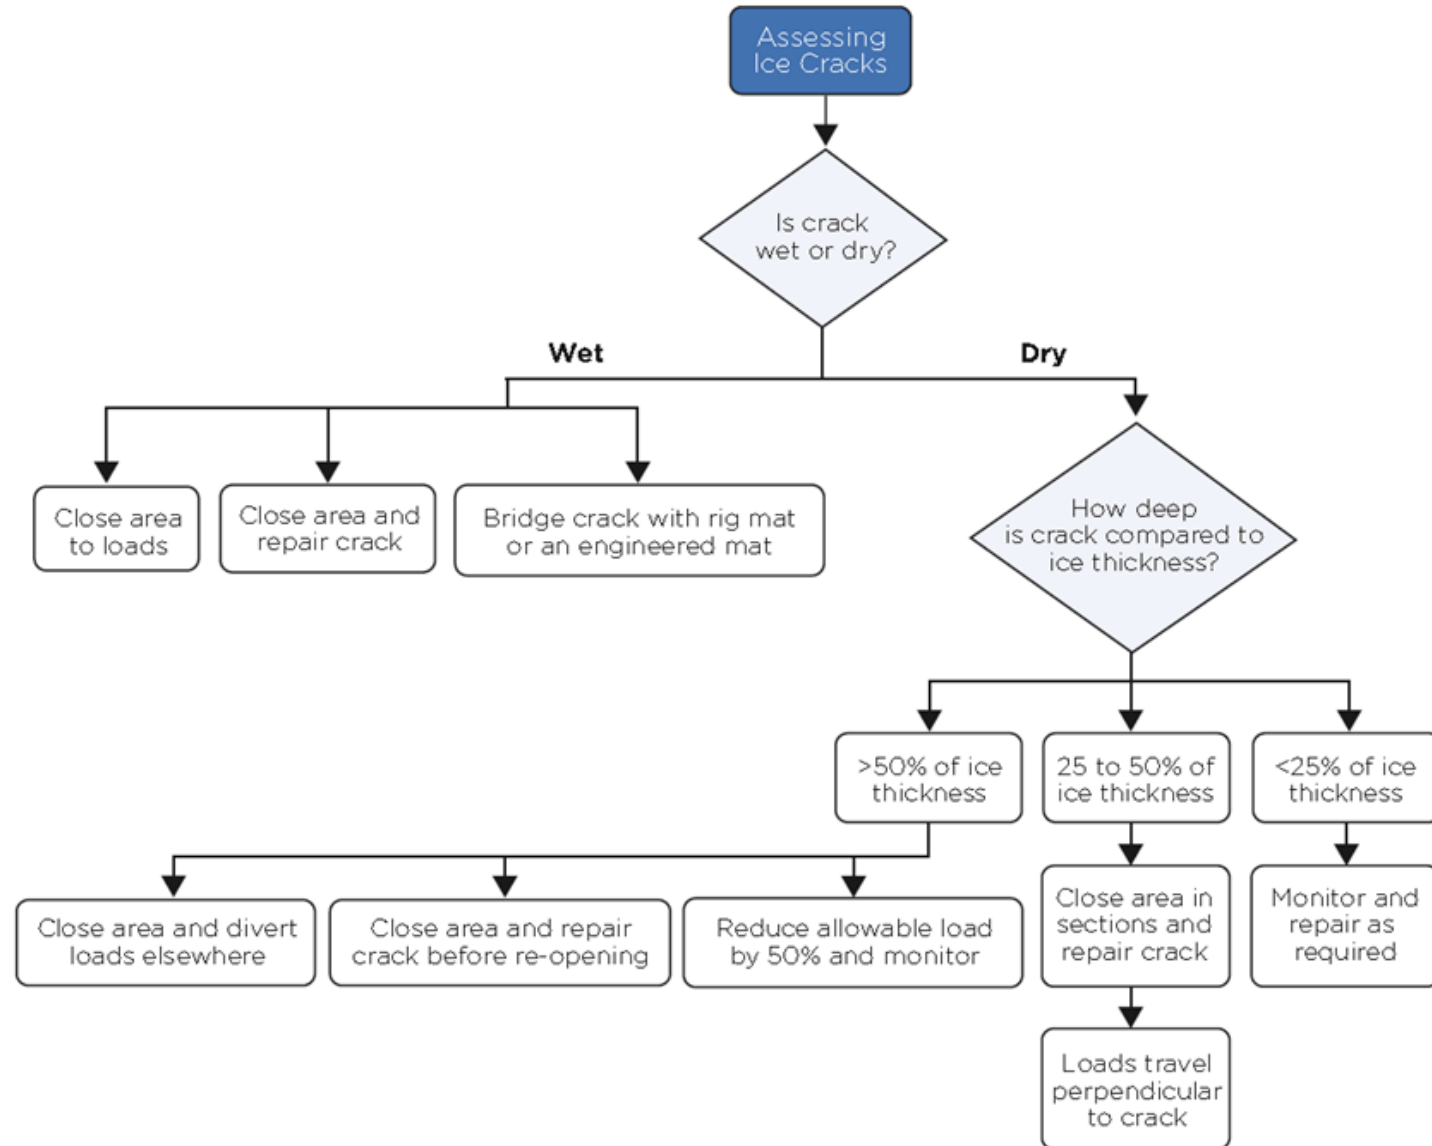 Assessing
Ice Cracks
Is crack
wet or dry?
Wet
Dry
Close area
to loads
Close area and
repair crack
Bridge crack with rig mat
or an engineered mat
How deep
is crack compared to
ice thickness?
>50% of ice
thickness
25 to 50% of
ice thickness
<25% of ice
thickness
Close area and divert
loads elsewhere
Close area and repair
crack before re-opening
Reduce allowable load
by 50% and monitor
Close area in
sections and
repair crack
Monitor and
repair as
required
Loads travel
perpendicular
to crack